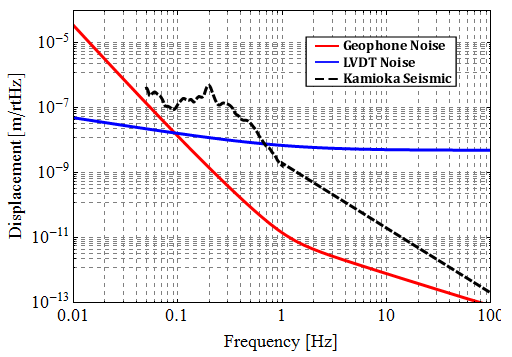 Geophone Noise
LVDT Noise
Kamioka Seismic
10⁻⁵
10⁻⁷
10⁻⁹
10⁻¹¹
10⁻¹³
Displacement [m/rtHz]
0.01 0.1 1 10 100
Frequency [Hz]